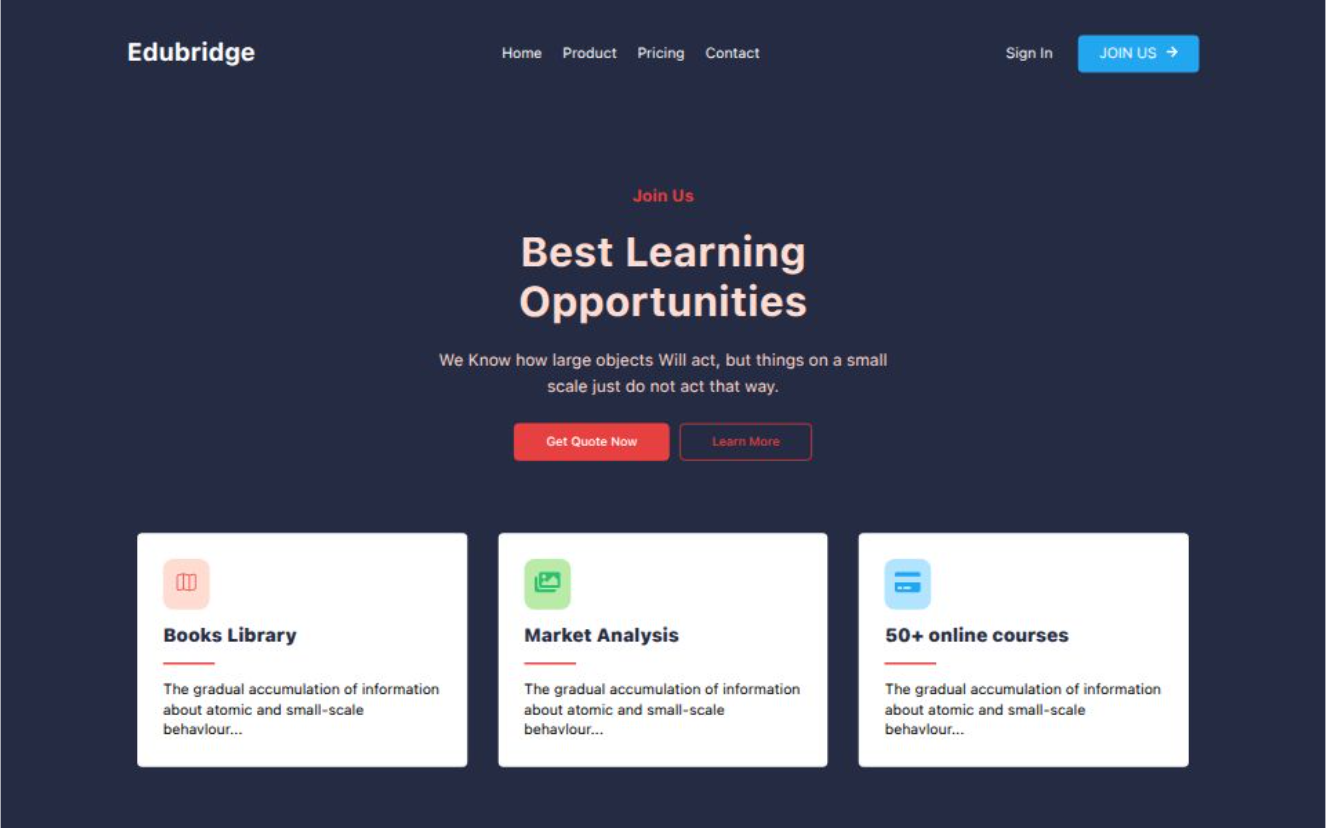 Edubridge
Home Product Pricing Contact
Sign In
JOIN US →
Join Us
Best Learning
Opportunities
We Know how large objects Will act, but things on a small
scale just do not act that way.
Get Quote Now
Learn More
Books Library
The gradual accumulation of information
about atomic and small-scale
behavlour...
Market Analysis
The gradual accumulation of information
about atomic and small-scale
behavlour...
50+ online courses
The gradual accumulation of information
about atomic and small-scale
behavlour...